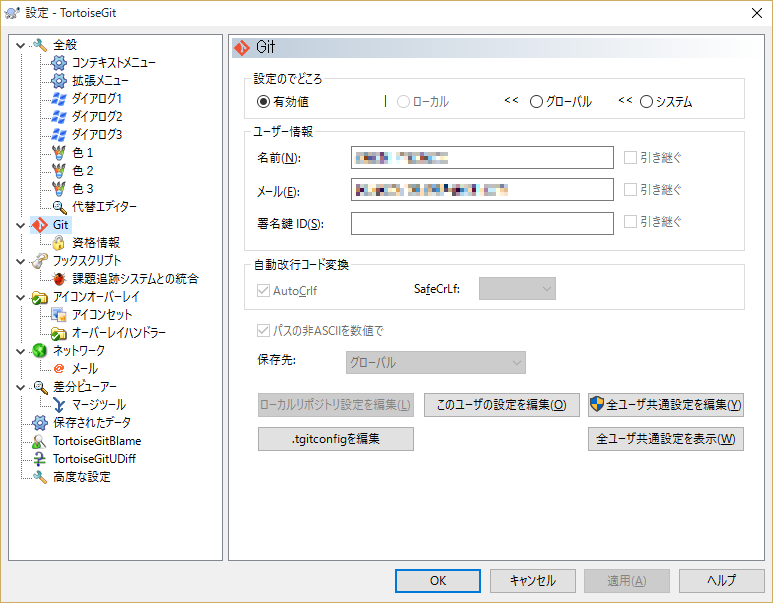 設定 - TortoiseGit
全般
コンテキストメニュー
拡張メニュー
ダイアログ1
ダイアログ2
ダイアログ3
色 1
色 2
色 3
代替エディター
Git
資格情報
フックスクリプト
課題追跡システムとの統合
アイコンオーバーレイ
アイコンセット
オーバーレイハンドラー
ネットワーク
メール
差分ビューアー
マージツール
保存されたデータ
TortoiseGitBlame
TortoiseGitUDiff
高度な設定
Git
設定のでどころ
有効値 | ローカル << グローバル << システム
ユーザー情報
名前(N): 引き継ぐ
メール(E): 引き継ぐ
署名鍵 ID(S): 引き継ぐ
自動改行コード変換
AutoCrlf SafeCrLf:
パスの非ASCIIを数値で
保存先: グローバル
ローカルリポジトリ設定を編集(L) このユーザの設定を編集(O) 全ユーザ共通設定を編集(Y)
.tgitconfigを編集 全ユーザ共通設定を表示(W)
OK キャンセル 適用(A) ヘルプ